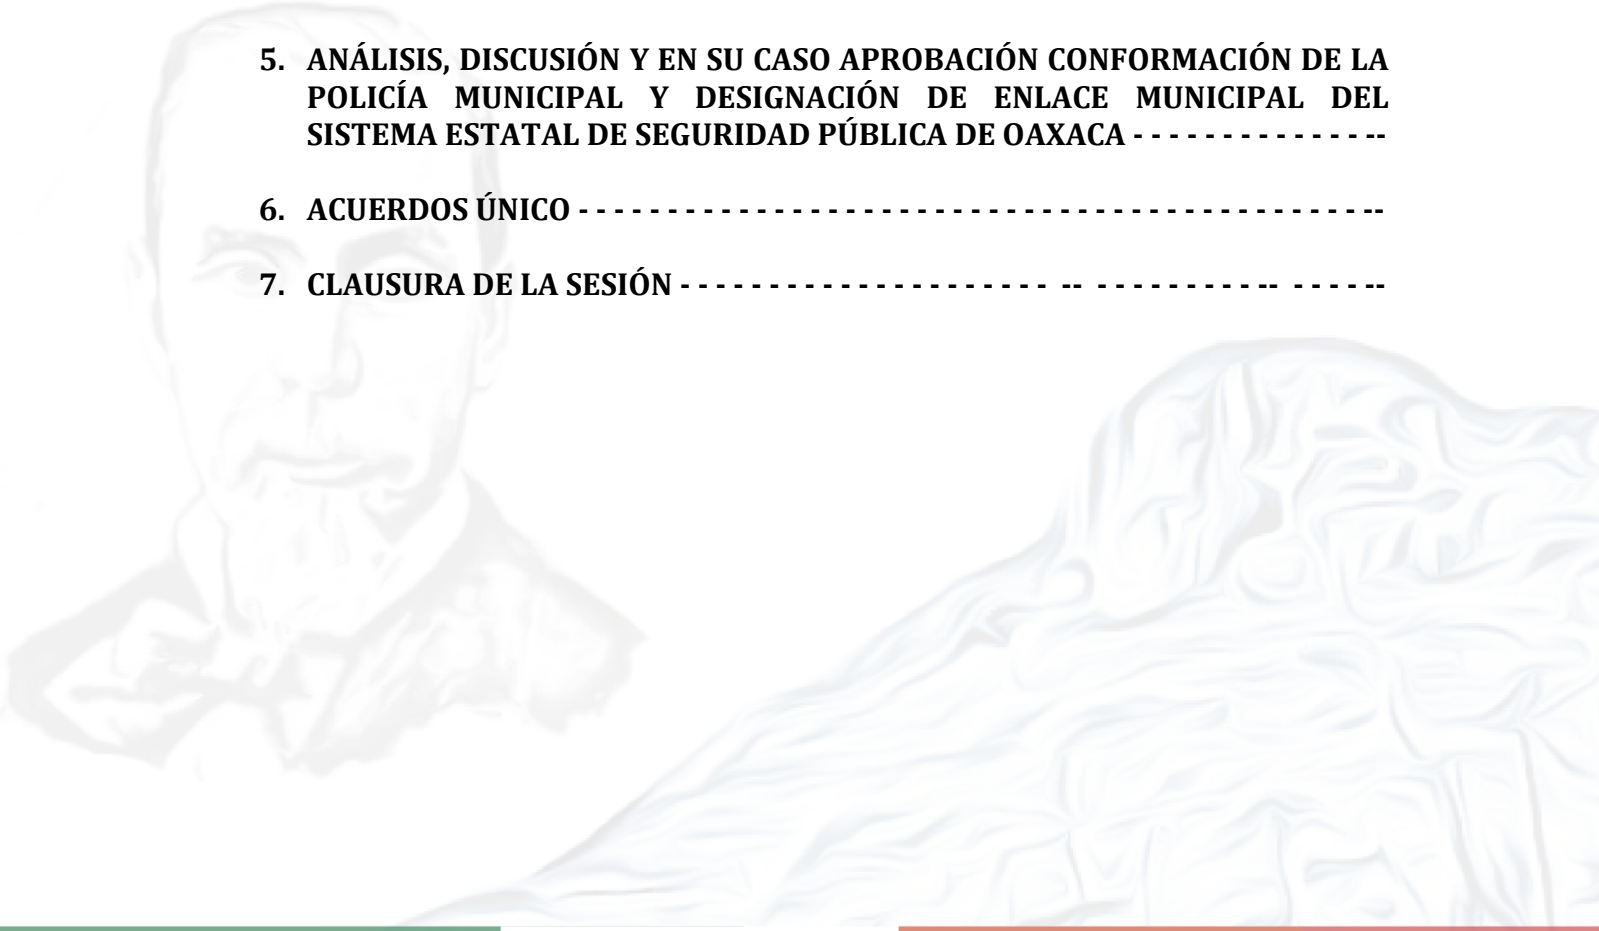 5. ANÁLISIS, DISCUSIÓN Y EN SU CASO APROBACIÓN CONFORMACIÓN DE LA
POLICÍA MUNICIPAL Y DESIGNACIÓN DE ENLACE MUNICIPAL DEL
SISTEMA ESTATAL DE SEGURIDAD PÚBLICA DE OAXACA - - - - - - - - - - - - - --
6. ACUERDOS ÚNICO - - - - - - - - - - - - - - - - - - - - - - - - - - - - - - - - - - - - - - - - - - - - --
7. CLAUSURA DE LA SESIÓN - - - - - - - - - - - - - - - - - - - - - -- - - - - - - - - - -- - - - - --